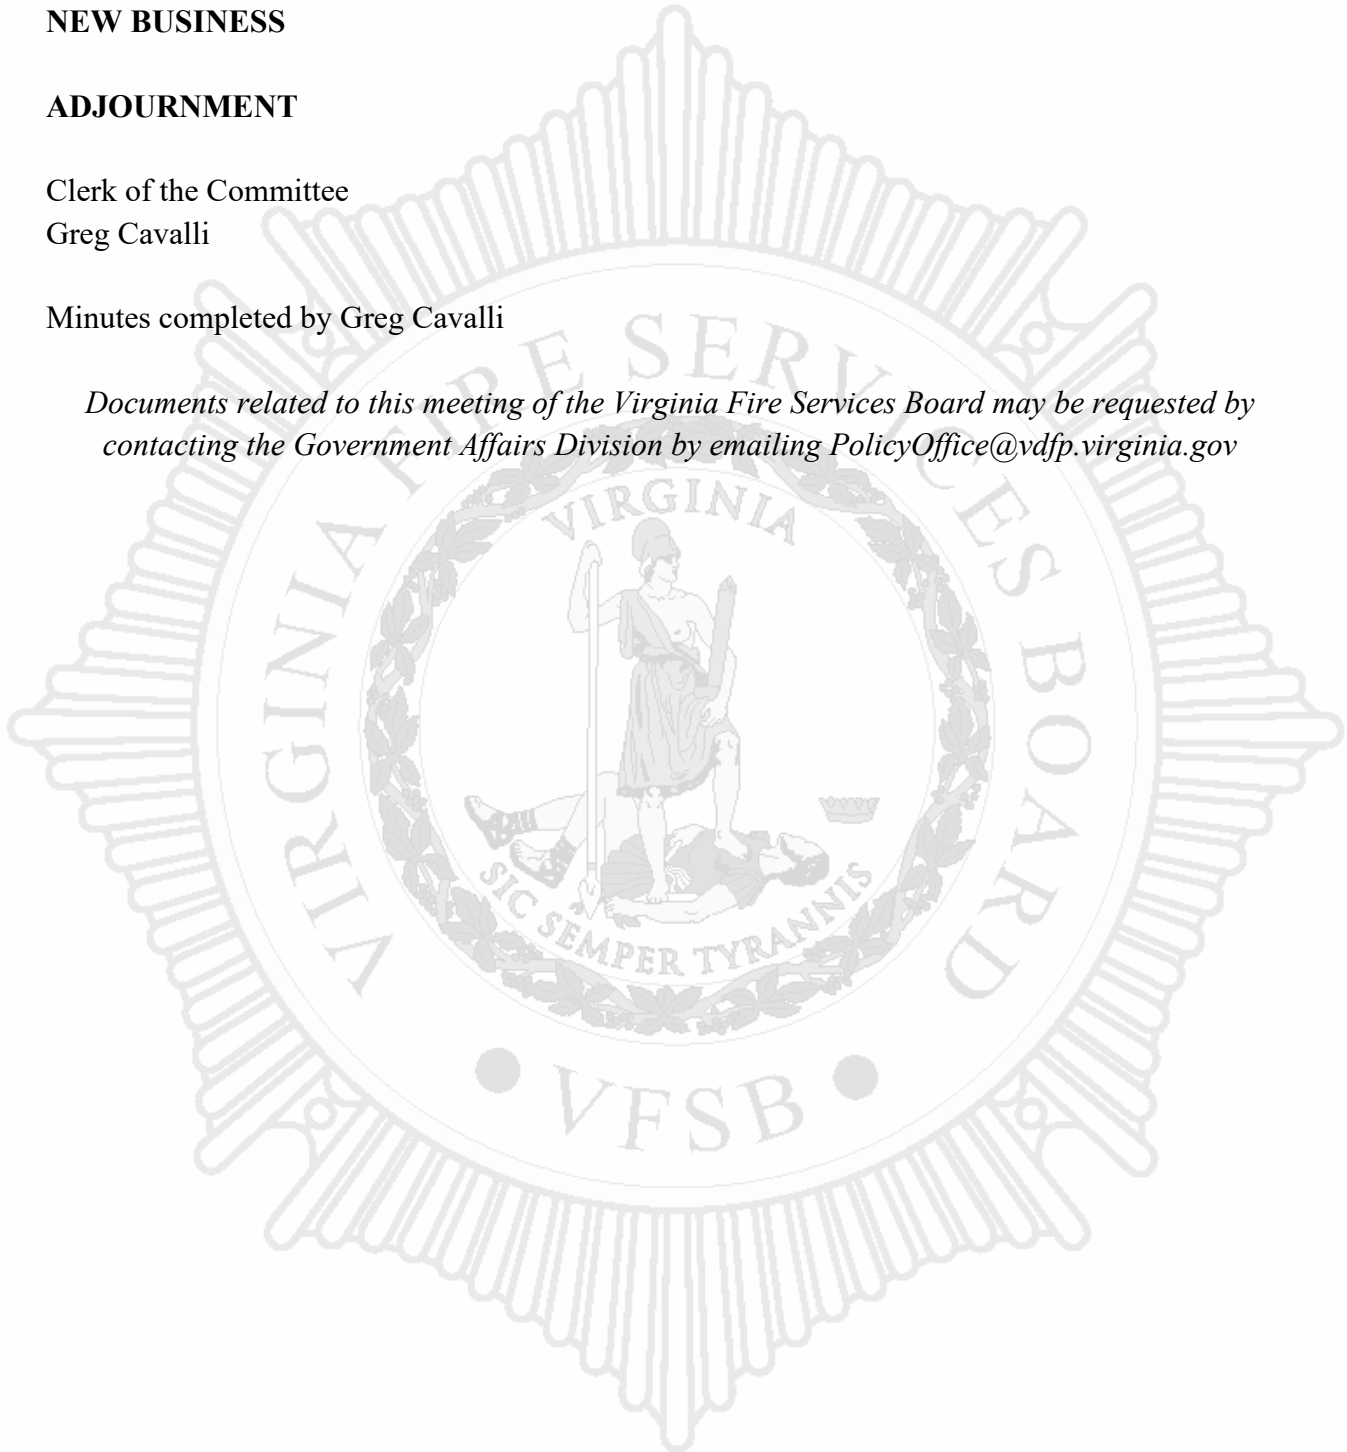 NEW BUSINESS
ADJOURNMENT
Clerk of the Committee
Greg Cavalli
Minutes completed by Greg Cavalli
Documents related to this meeting of the Virginia Fire Services Board may be requested by
contacting the Government Affairs Division by emailing PolicyOffice@vdfp.virginia.gov
VIRGINIA FIRE SERVICES BOARD
VIRGINIA
SIC SEMPER TYRANNIS
• VFSB •